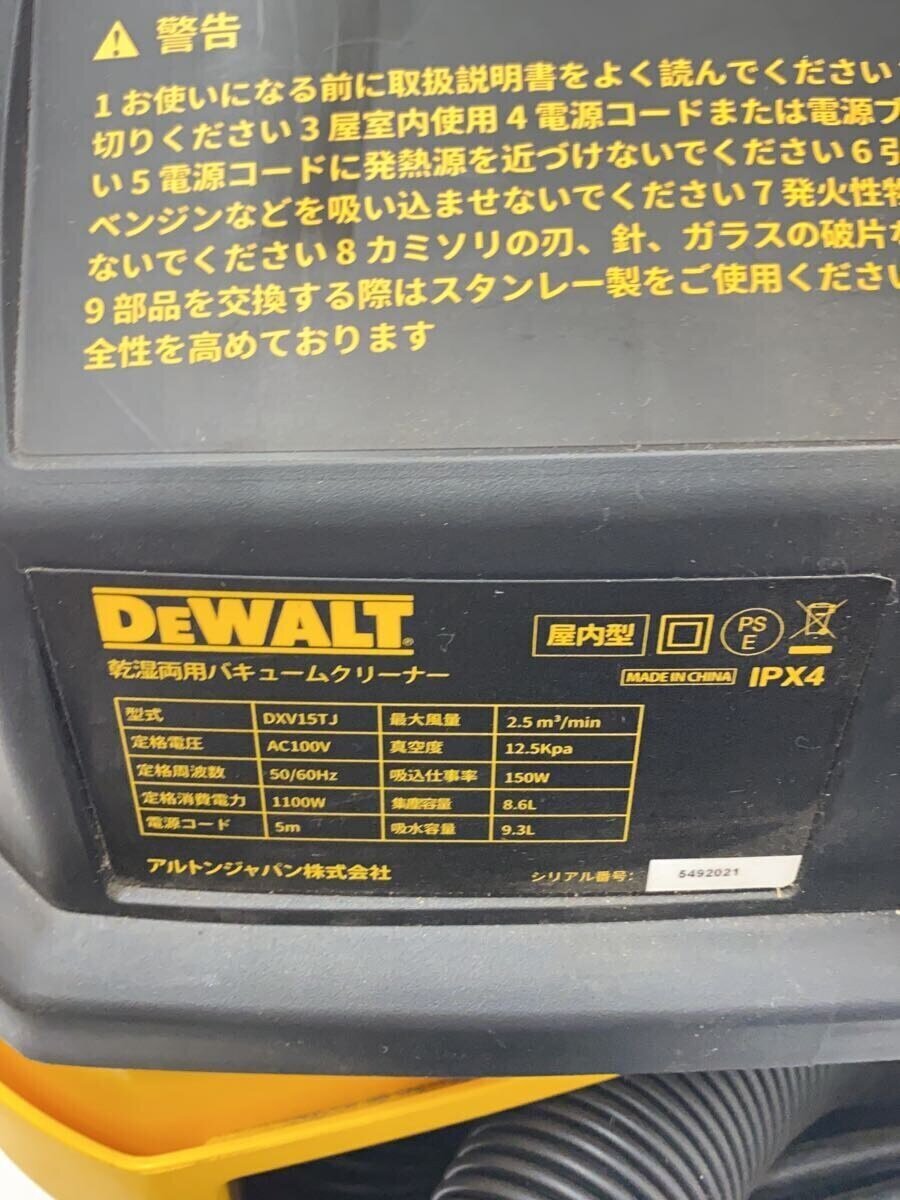 警告
1 お使いになる前に取扱説明書をよく読んでください
切りください 3 屋室内使用 4 電源コードまたは電源プ
い 5 電源コードに発熱源を近づけないでください 6 引
ベンジンなどを吸い込ませないでください 7 発火性物
ないでください 8 カミソリの刃、針、ガラスの破片な
9 部品を交換する際はスタンレー製をご使用ください
全性を高めております
DEWALT
乾湿両用バキュームクリーナー
屋内型 PSE
MADE IN CHINA IPX4
型式 DXV15TJ 最大風量 2.5 m³/min
定格電圧 AC100V 真空度 12.5Kpa
定格周波数 50/60Hz 吸込仕事率 150W
定格消費電力 1100W 集塵容量 8.6L
電源コード 5m 吸水容量 9.3L
アルトンジャパン株式会社 シリアル番号: 5492021